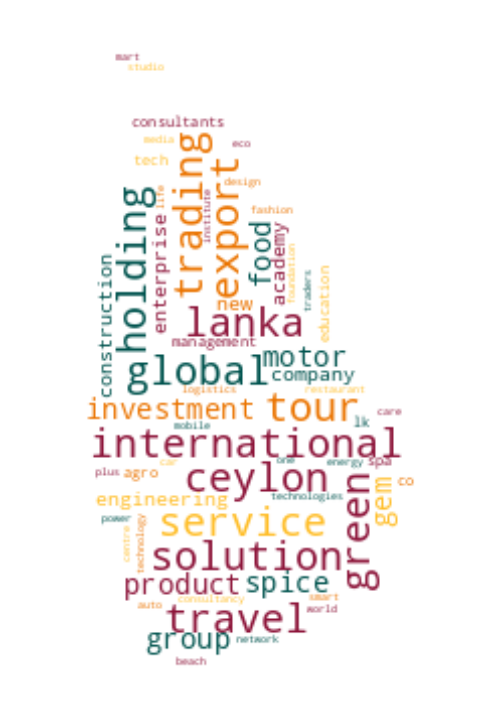 mart
studio
consultants
media
eco
tech
trading
export
design
holding
life
institute
fashion
enterprise
food
academy
foundation
traders
education
construction
new
lanka
management
motor
global
company
logistics
restaurant
investment
tour
care
mobile
lk
international
car
one
energy
spa
plus
agro
ceylon
co
gem
engineering
technologies
green
power
service
centre
technology
solution
product
spice
auto
consultancy
smart
world
travel
group
network
beach